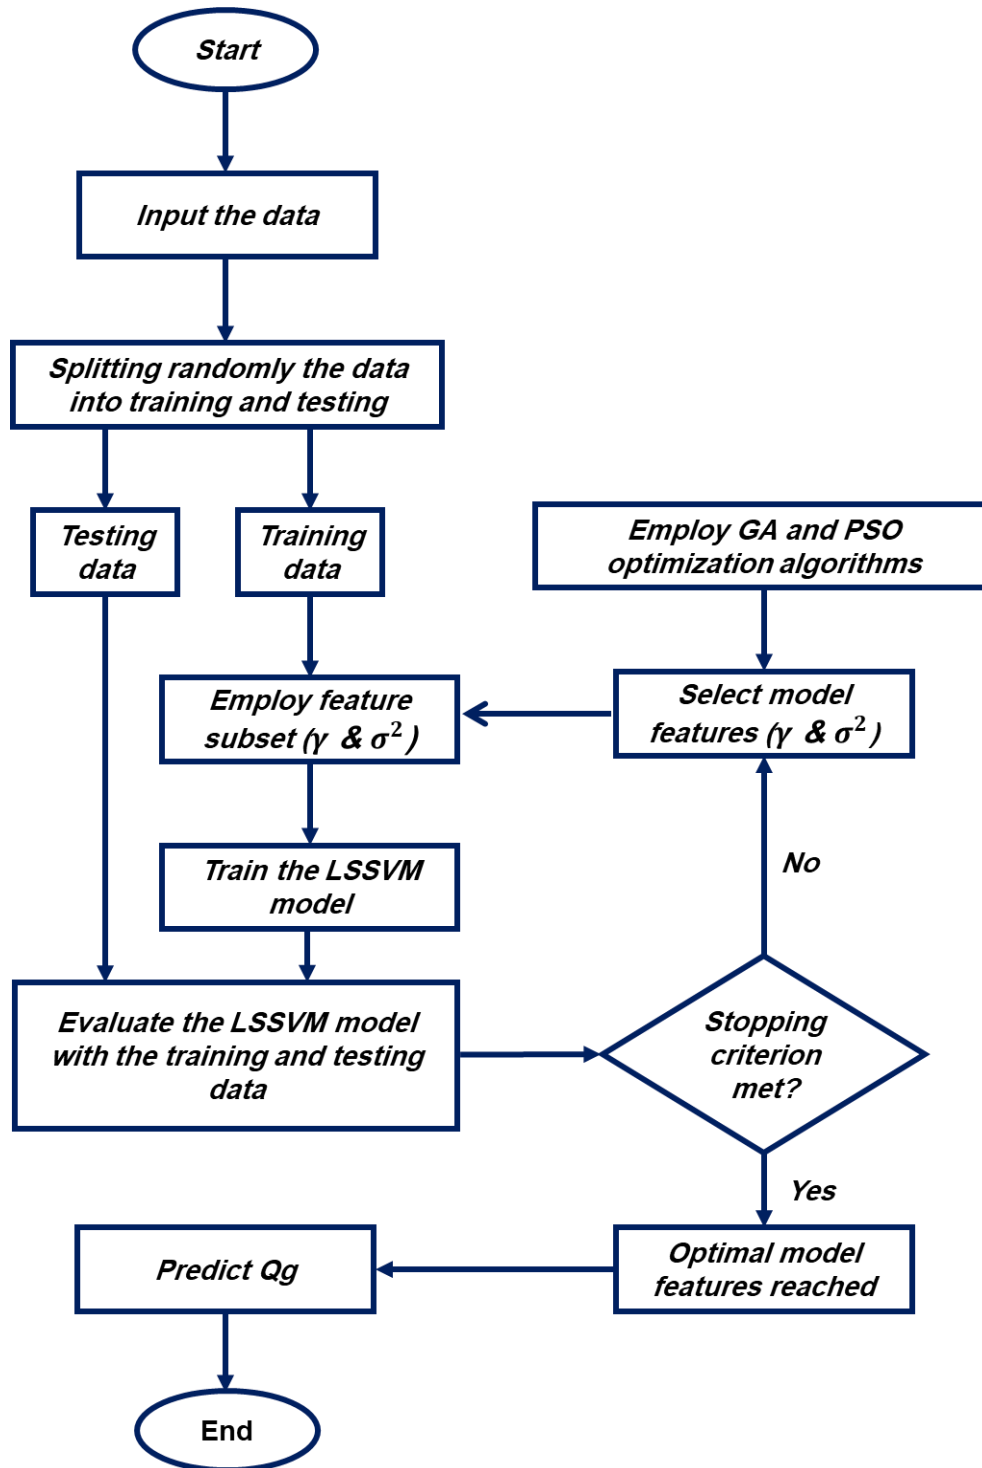 Start
Input the data
Splitting randomly the data
into training and testing
Testing
data
Training
data
Employ GA and PSO
optimization algorithms
Employ feature
subset (γ & σ²)
Select model
features (γ & σ²)
Train the LSSVM
model
No
Evaluate the LSSVM model
with the training and testing
data
Stopping
criterion
met?
Yes
Predict Qg
Optimal model
features reached
End